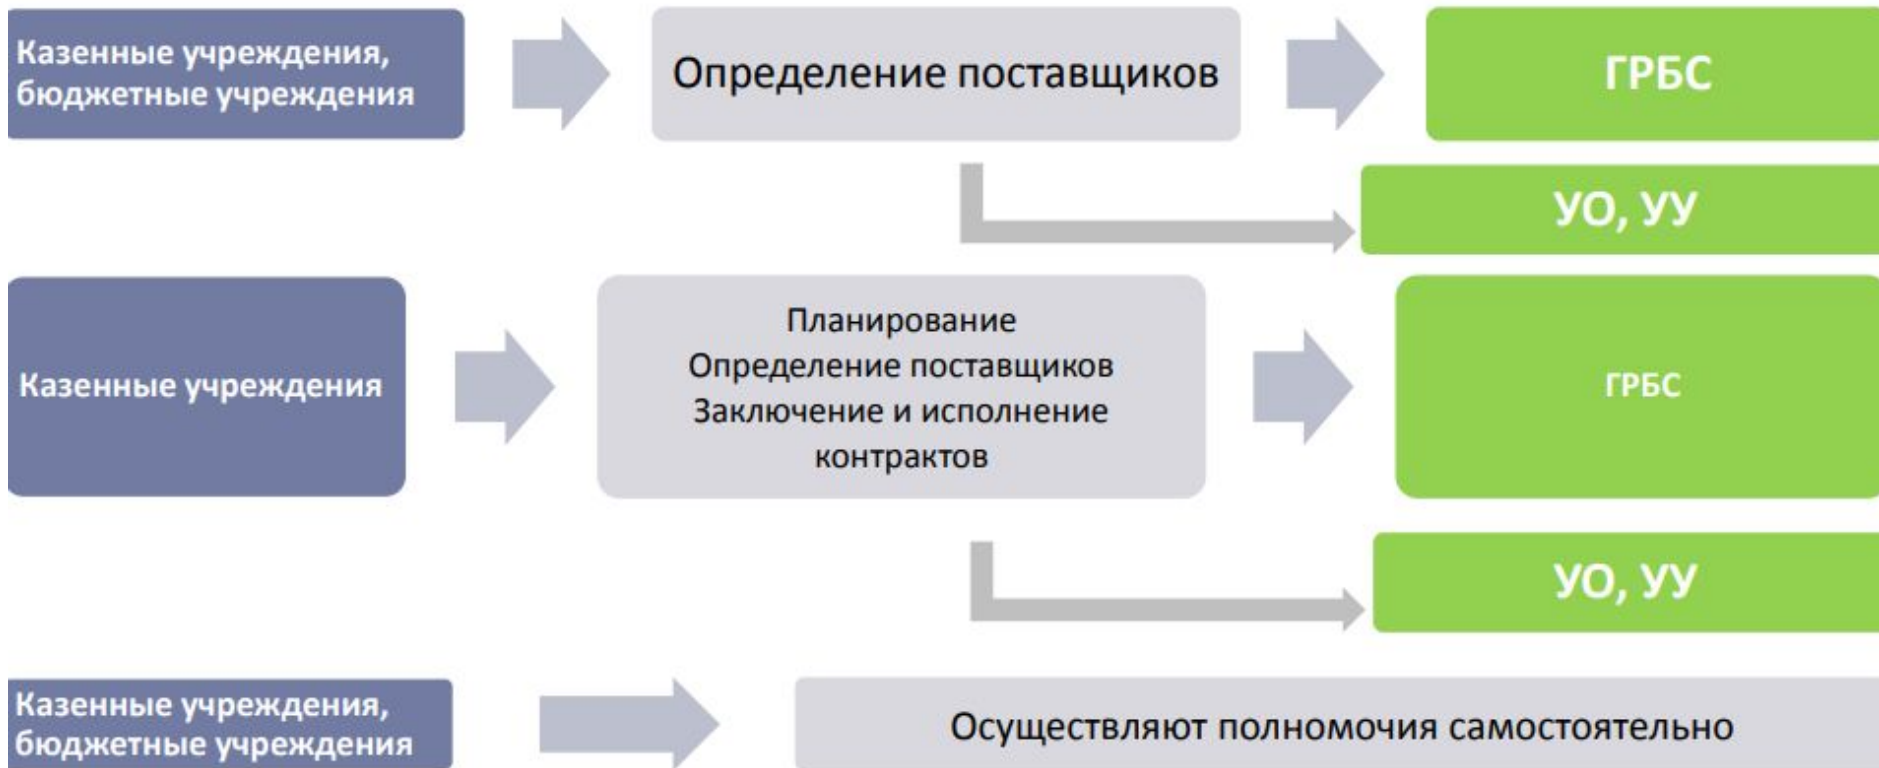 Казенные учреждения,
бюджетные учреждения
Определение поставщиков
ГРБС
УО, УУ
Казенные учреждения
Планирование
Определение поставщиков
Заключение и исполнение
контрактов
ГРБС
УО, УУ
Казенные учреждения,
бюджетные учреждения
Осуществляют полномочия самостоятельно